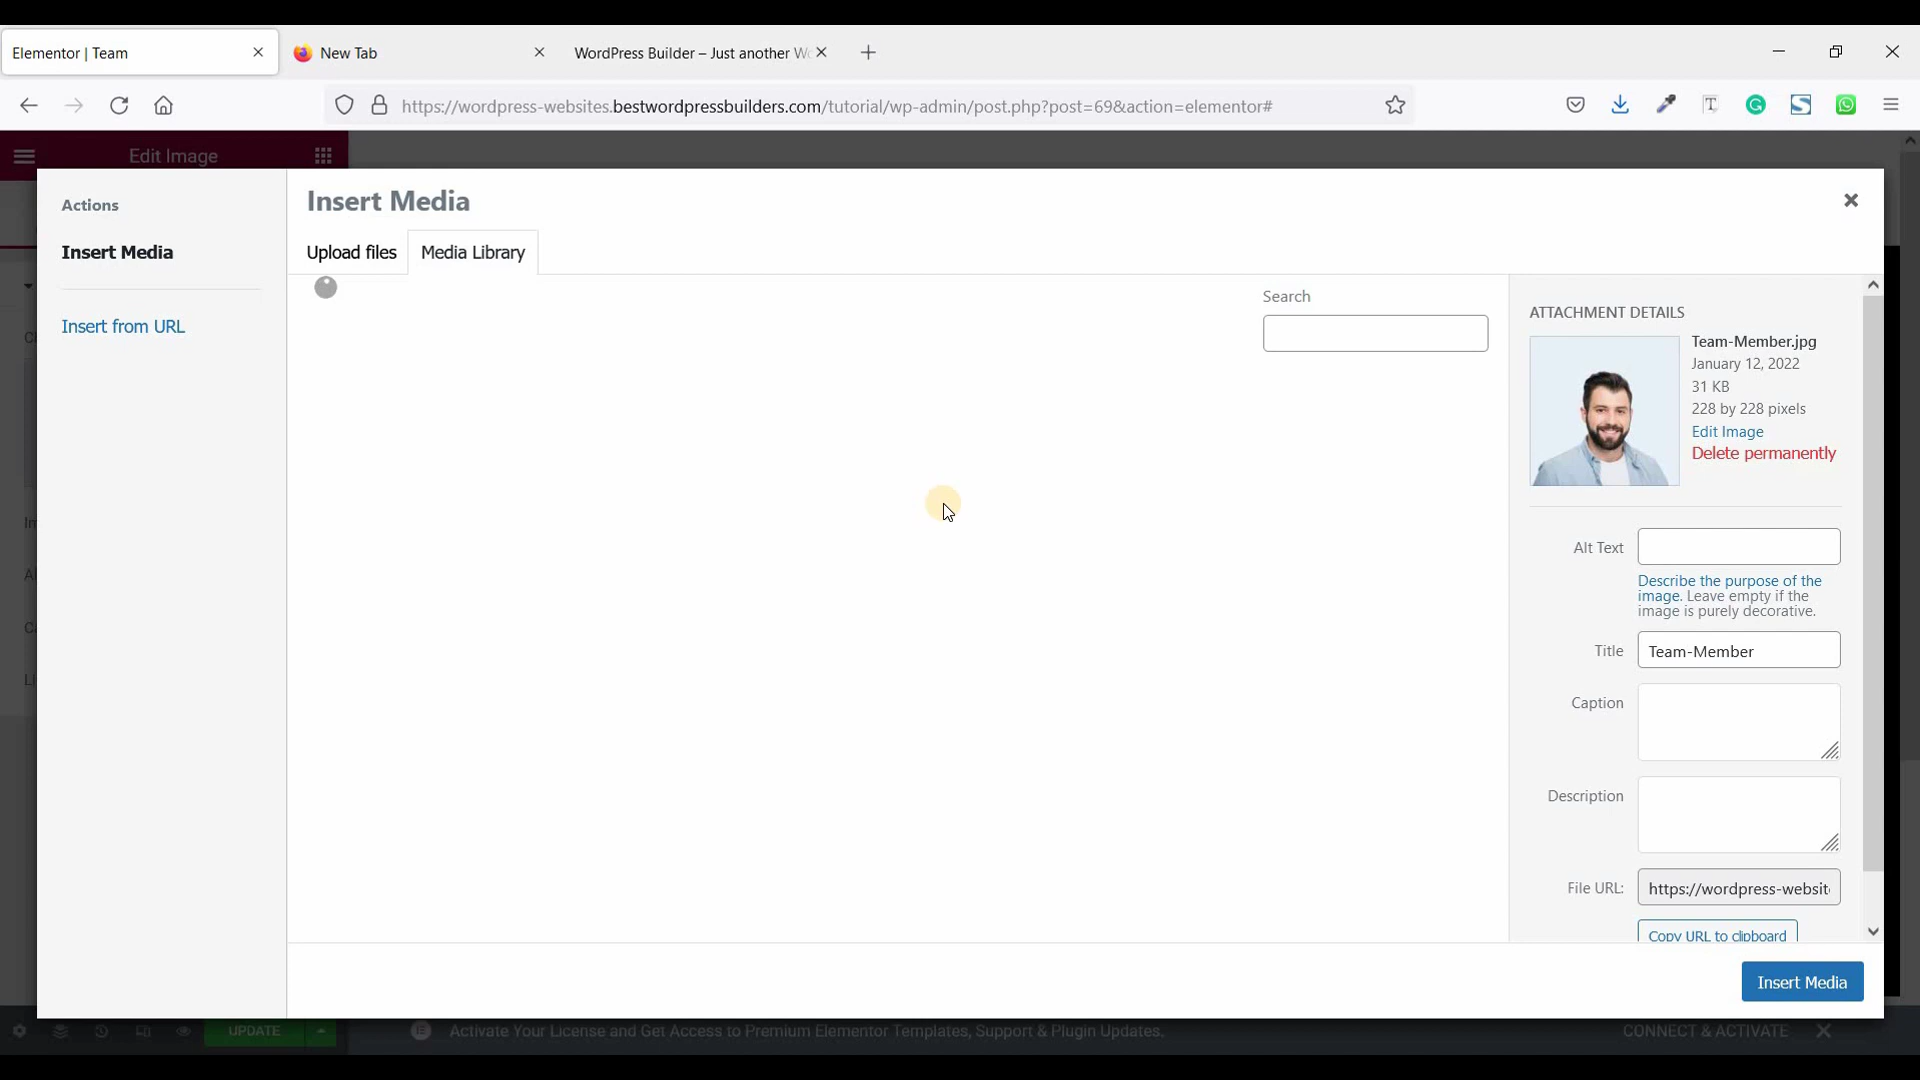 Elementor | Team
New Tab
WordPress Builder – Just another Wo
https://wordpress-websites.bestwordpressbuilders.com/tutorial/wp-admin/post.php?post=69&action=elementor#
Edit Image
Actions
Insert Media
Insert from URL
Insert Media
Upload files
Media Library
Search
ATTACHMENT DETAILS
Team-Member.jpg
January 12, 2022
31 KB
228 by 228 pixels
Edit Image
Delete permanently
Alt Text
Describe the purpose of the
image. Leave empty if the
image is purely decorative.
Title
Team-Member
Caption
Description
File URL:
https://wordpress-websit
Copy URL to clipboard
Insert Media
UPDATE
Activate Your License and Get Access to Premium Elementor Templates, Support & Plugin Updates.
CONNECT & ACTIVATE